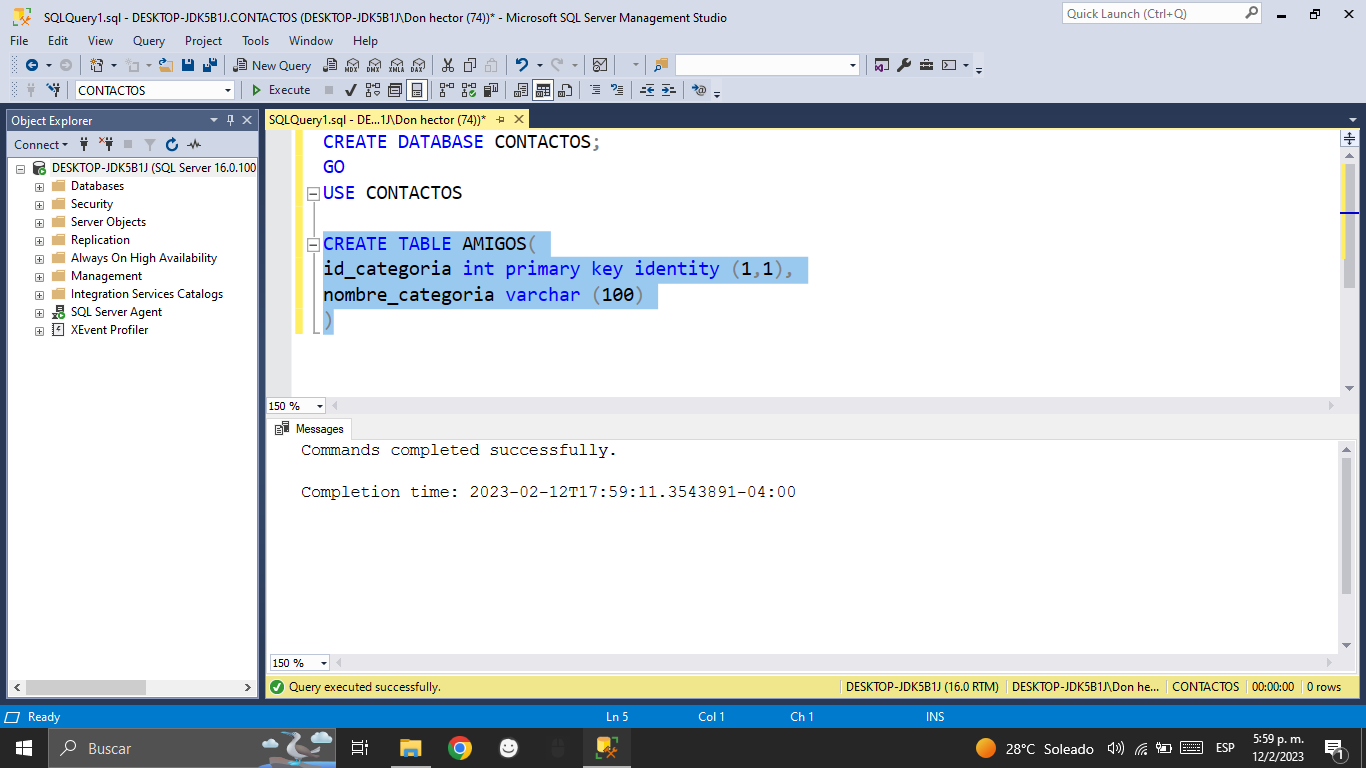 SQLQuery1.sql - DESKTOP-JDK5B1J.CONTACTOS (DESKTOP-JDK5B1J\Don hector (74))* - Microsoft SQL Server Management Studio
Quick Launch (Ctrl+Q)
File Edit View Query Project Tools Window Help
New Query MDX DMX XMLA DAX
CONTACTOS Execute
Object Explorer
Connect
DESKTOP-JDK5B1J (SQL Server 16.0.100
Databases
Security
Server Objects
Replication
Always On High Availability
Management
Integration Services Catalogs
SQL Server Agent
XEvent Profiler
SQLQuery1.sql - DE...1J\Don hector (74))*
CREATE DATABASE CONTACTOS;
GO
USE CONTACTOS
CREATE TABLE AMIGOS(
id_categoria int primary key identity (1,1),
nombre_categoria varchar (100)
)
150 %
Messages
Commands completed successfully.
Completion time: 2023-02-12T17:59:11.3543891-04:00
150 %
Query executed successfully. DESKTOP-JDK5B1J (16.0 RTM) DESKTOP-JDK5B1J\Don he... CONTACTOS 00:00:00 0 rows
Ready Ln 5 Col 1 Ch 1 INS
Buscar
28°C Soleado ESP
5:59 p. m.
12/2/2023
1